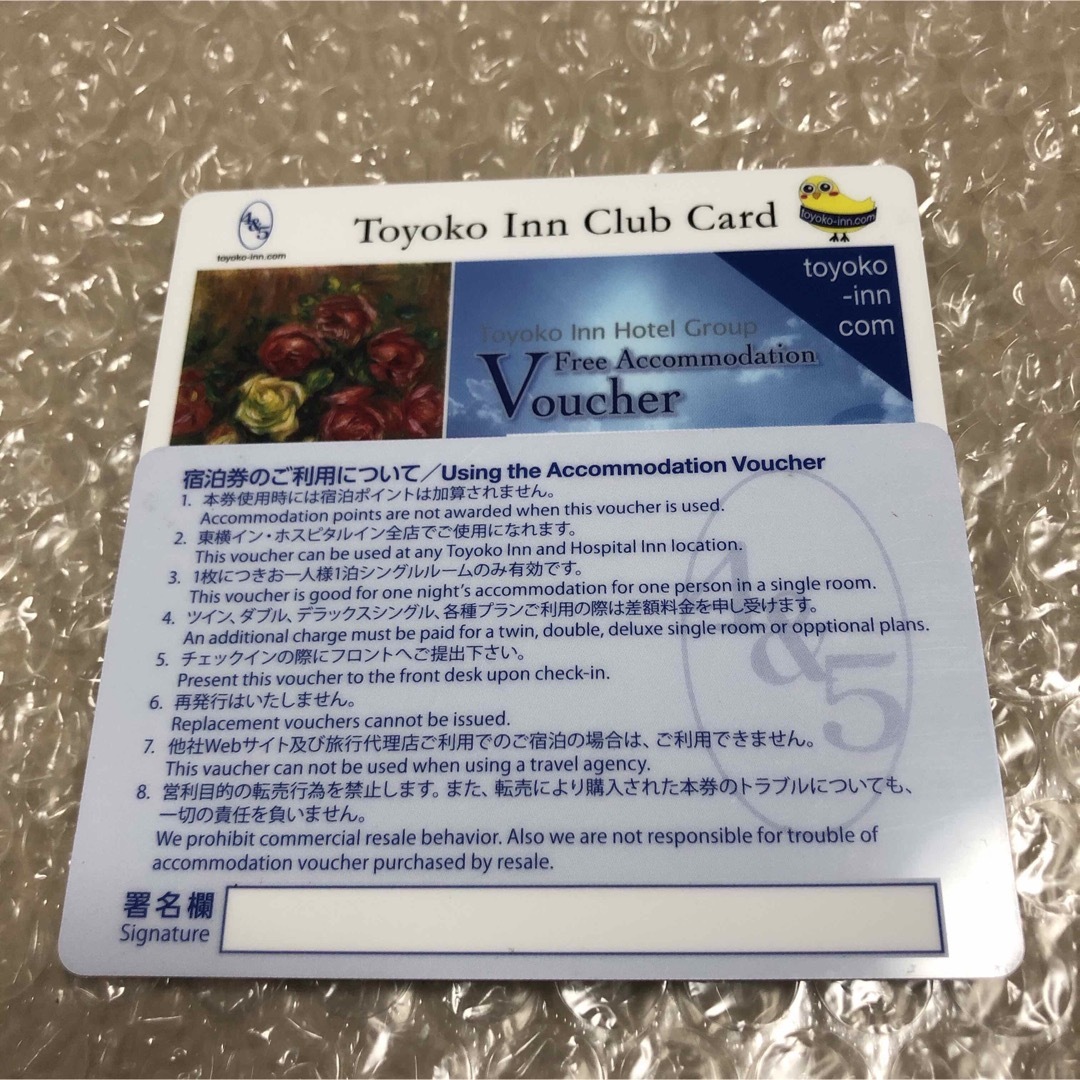 A&5
toyoko-inn.com
Toyoko Inn Club Card
toyoko-inn.com
toyoko
-inn
com
Toyoko Inn Hotel Group
Free Accommodation
Voucher
宿泊券のご利用について/Using the Accommodation Voucher
1. 本券使用時には宿泊ポイントは加算されません。
Accommodation points are not awarded when this voucher is used.
2. 東横イン・ホスピタルイン全店でご使用になれます。
This voucher can be used at any Toyoko Inn and Hospital Inn location.
3. 1枚につきお一人様1泊シングルルームのみ有効です。
This voucher is good for one night's accommodation for one person in a single room.
4. ツイン、ダブル、デラックスシングル、各種プランご利用の際は差額料金を申し受けます。
An additional charge must be paid for a twin, double, deluxe single room or opptional plans.
5. チェックインの際にフロントへご提出下さい。
Present this voucher to the front desk upon check-in.
6. 再発行はいたしません。
Replacement vouchers cannot be issued.
7. 他社Webサイト及び旅行代理店ご利用でのご宿泊の場合は、ご利用できません。
This vaucher can not be used when using a travel agency.
8. 営利目的の転売行為を禁止します。また、転売により購入された本券のトラブルについても、
一切の責任を負いません。
We prohibit commercial resale behavior. Also we are not responsible for trouble of
accommodation voucher purchased by resale.
1&5
署名欄
Signature